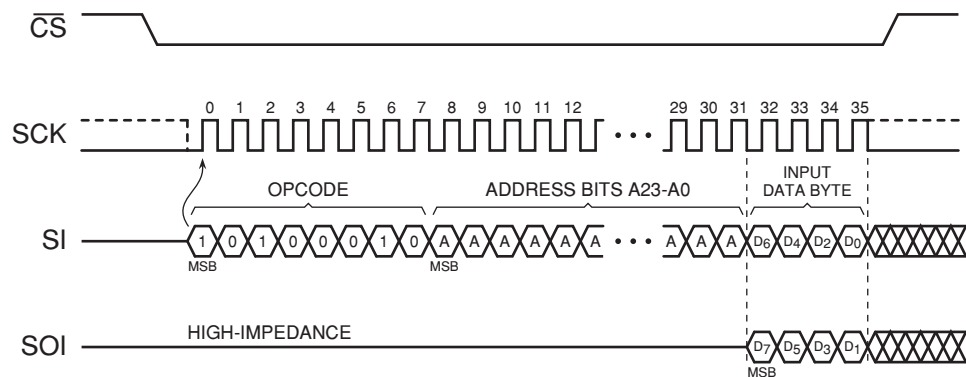 CS
0 1 2 3 4 5 6 7 8 9 10 11 12 29 30 31 32 33 34 35
SCK
OPCODE
ADDRESS BITS A23-A0
INPUT
DATA BYTE
SI
1 0 1 0 0 0 1 0 A A A A A A A A A D6 D4 D2 D0
MSB MSB
HIGH-IMPEDANCE
SOI
D7 D5 D3 D1
MSB